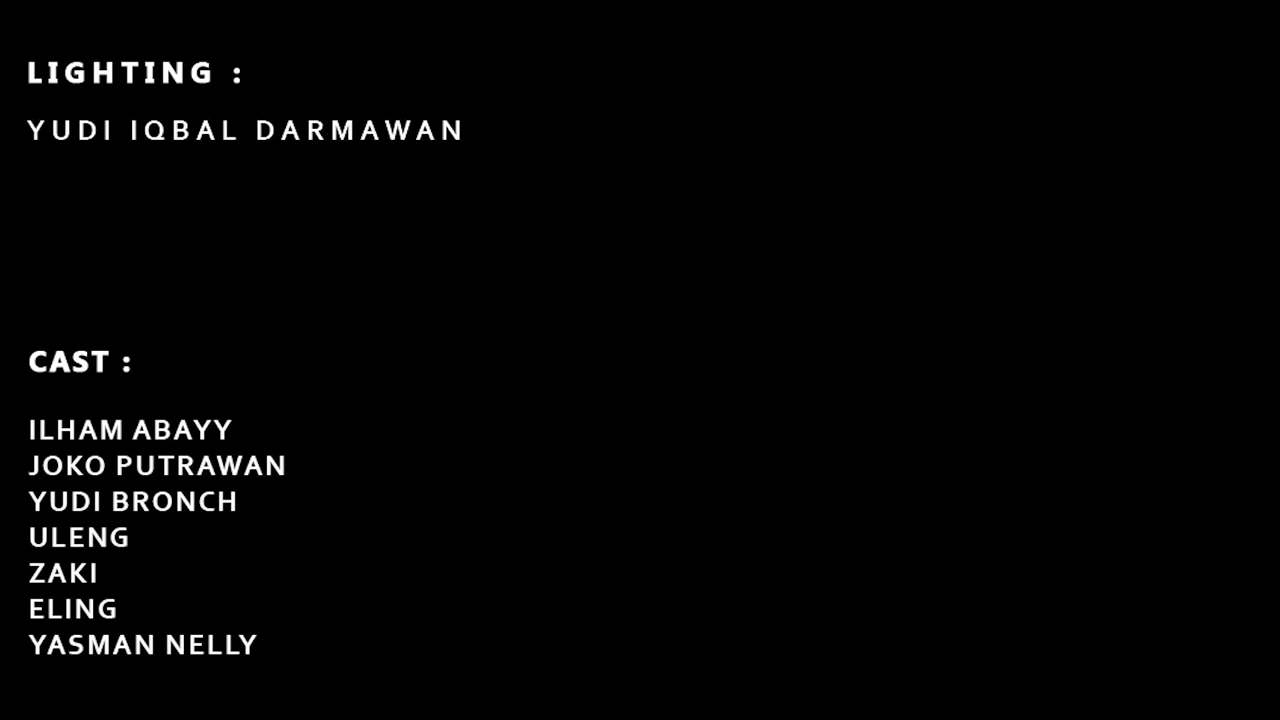 LIGHTING :
YUDI IQBAL DARMAWAN
CAST :
ILHAM ABAYY
JOKO PUTRAWAN
YUDI BRONCH
ULENG
ZAKI
ELING
YASMAN NELLY